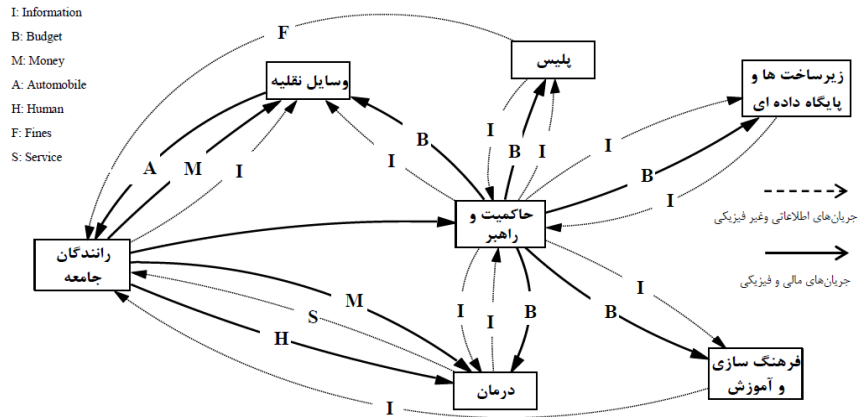 I: Information
B: Budget
M: Money
A: Automobile
H: Human
F: Fines
S: Service
F
پلیس
وسایل نقلیه
زیرساخت ها و
پایگاه داده ای
I
B
I
I
B
I
A
M
I
I
B
I
حاکمیت و
راهبر
جریان‌های اطلاعاتی وغیر فیزیکی
رانندگان
جامعه
جریان‌های مالی و فیزیکی
M
S
H
I
I
B
B
I
فرهنگ سازی
و آموزش
درمان
I